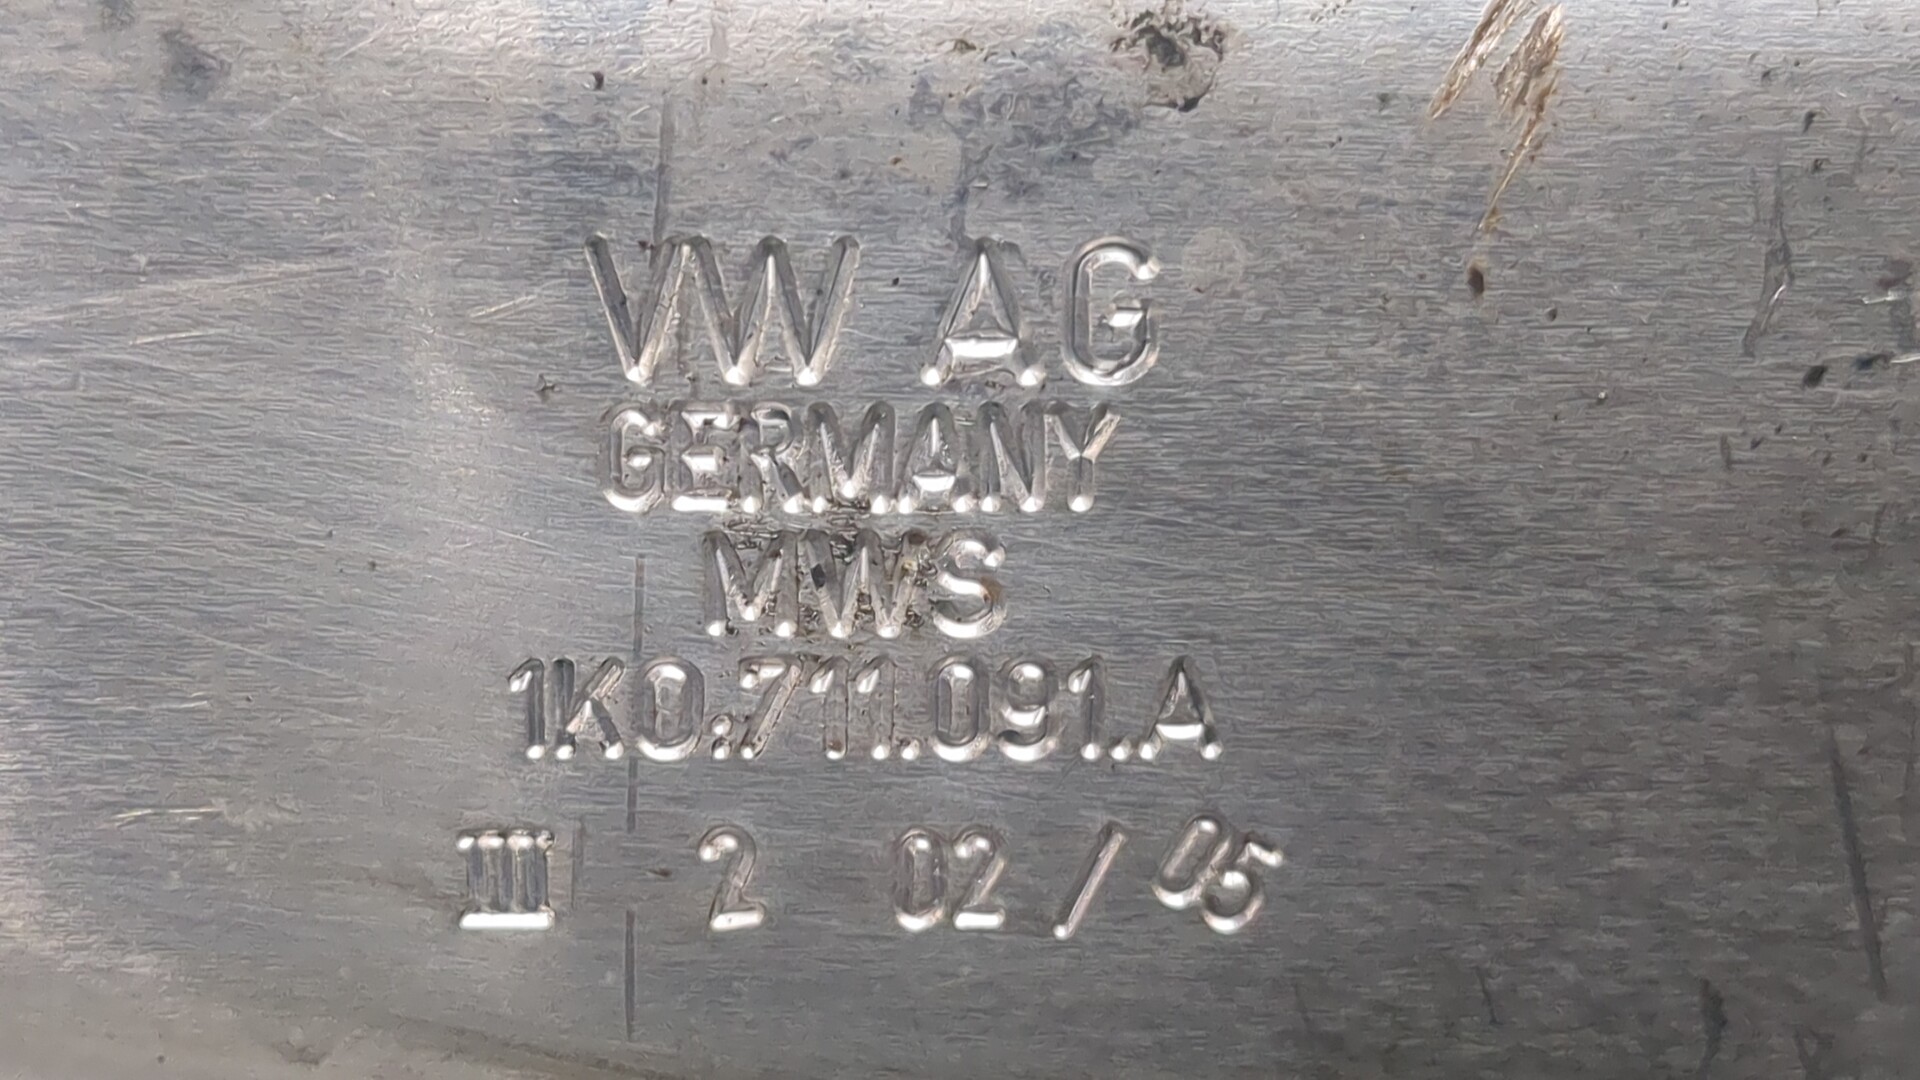 VW AG
GERMANY
MWS
1K0.711.091.A
III 2 02/05